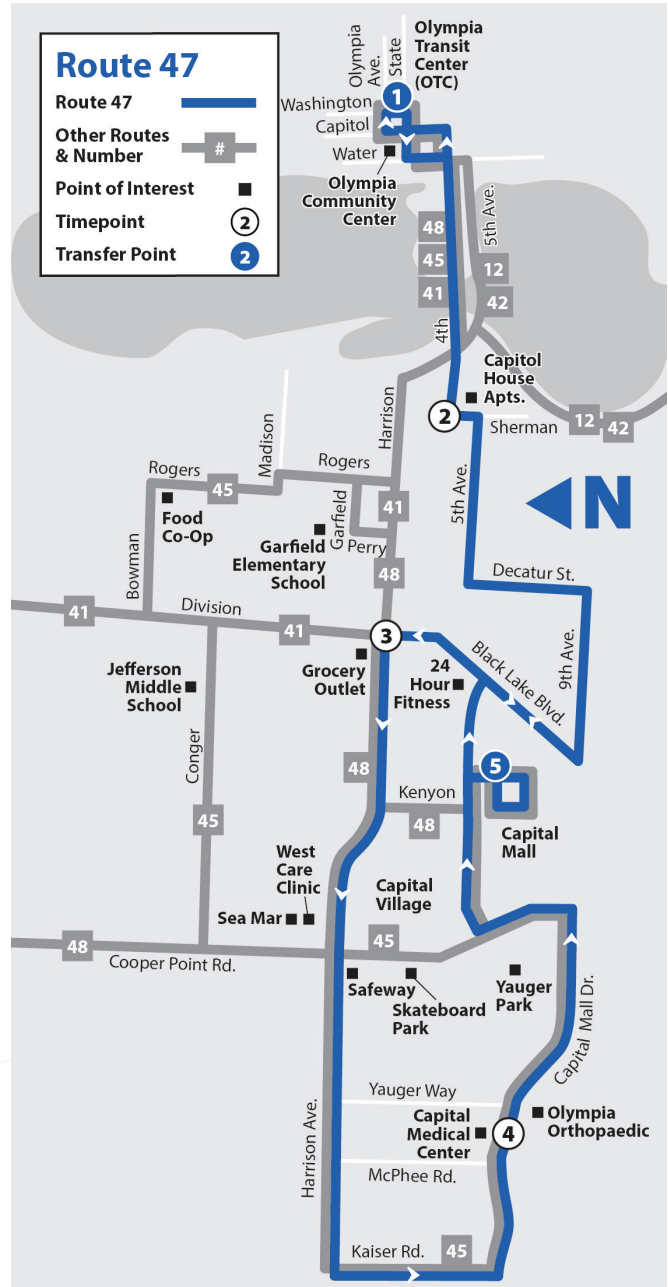 Route 47
Route 47
Other Routes
& Number
#
Point of Interest
Timepoint
2
Transfer Point
2
Olympia
Ave.
State
Olympia
Transit
Center
(OTC)
Washington
1
Capitol
Water
Olympia
Community
Center
5th Ave.
48
45
41
12
42
4th
Capitol
House
Apts.
2
Sherman
12
42
Harrison
Madison
Rogers
Rogers
45
Food
Co-Op
Garfield
41
5th Ave.
N
Garfield
Elementary
School
Perry
48
Bowman
Decatur St.
41
Division
41
3
Grocery
Outlet
24
Hour
Fitness
Black Lake Blvd.
9th Ave.
Jefferson
Middle
School
Conger
48
5
Kenyon
45
48
Capital
Mall
West
Care
Clinic
Capital
Village
Sea Mar
48
45
Cooper Point Rd.
Safeway
Skateboard
Park
Yauger
Park
Capital Mall Dr.
Yauger Way
Capital
Medical
Center
4
Olympia
Orthopaedic
Harrison Ave.
McPhee Rd.
Kaiser Rd.
45